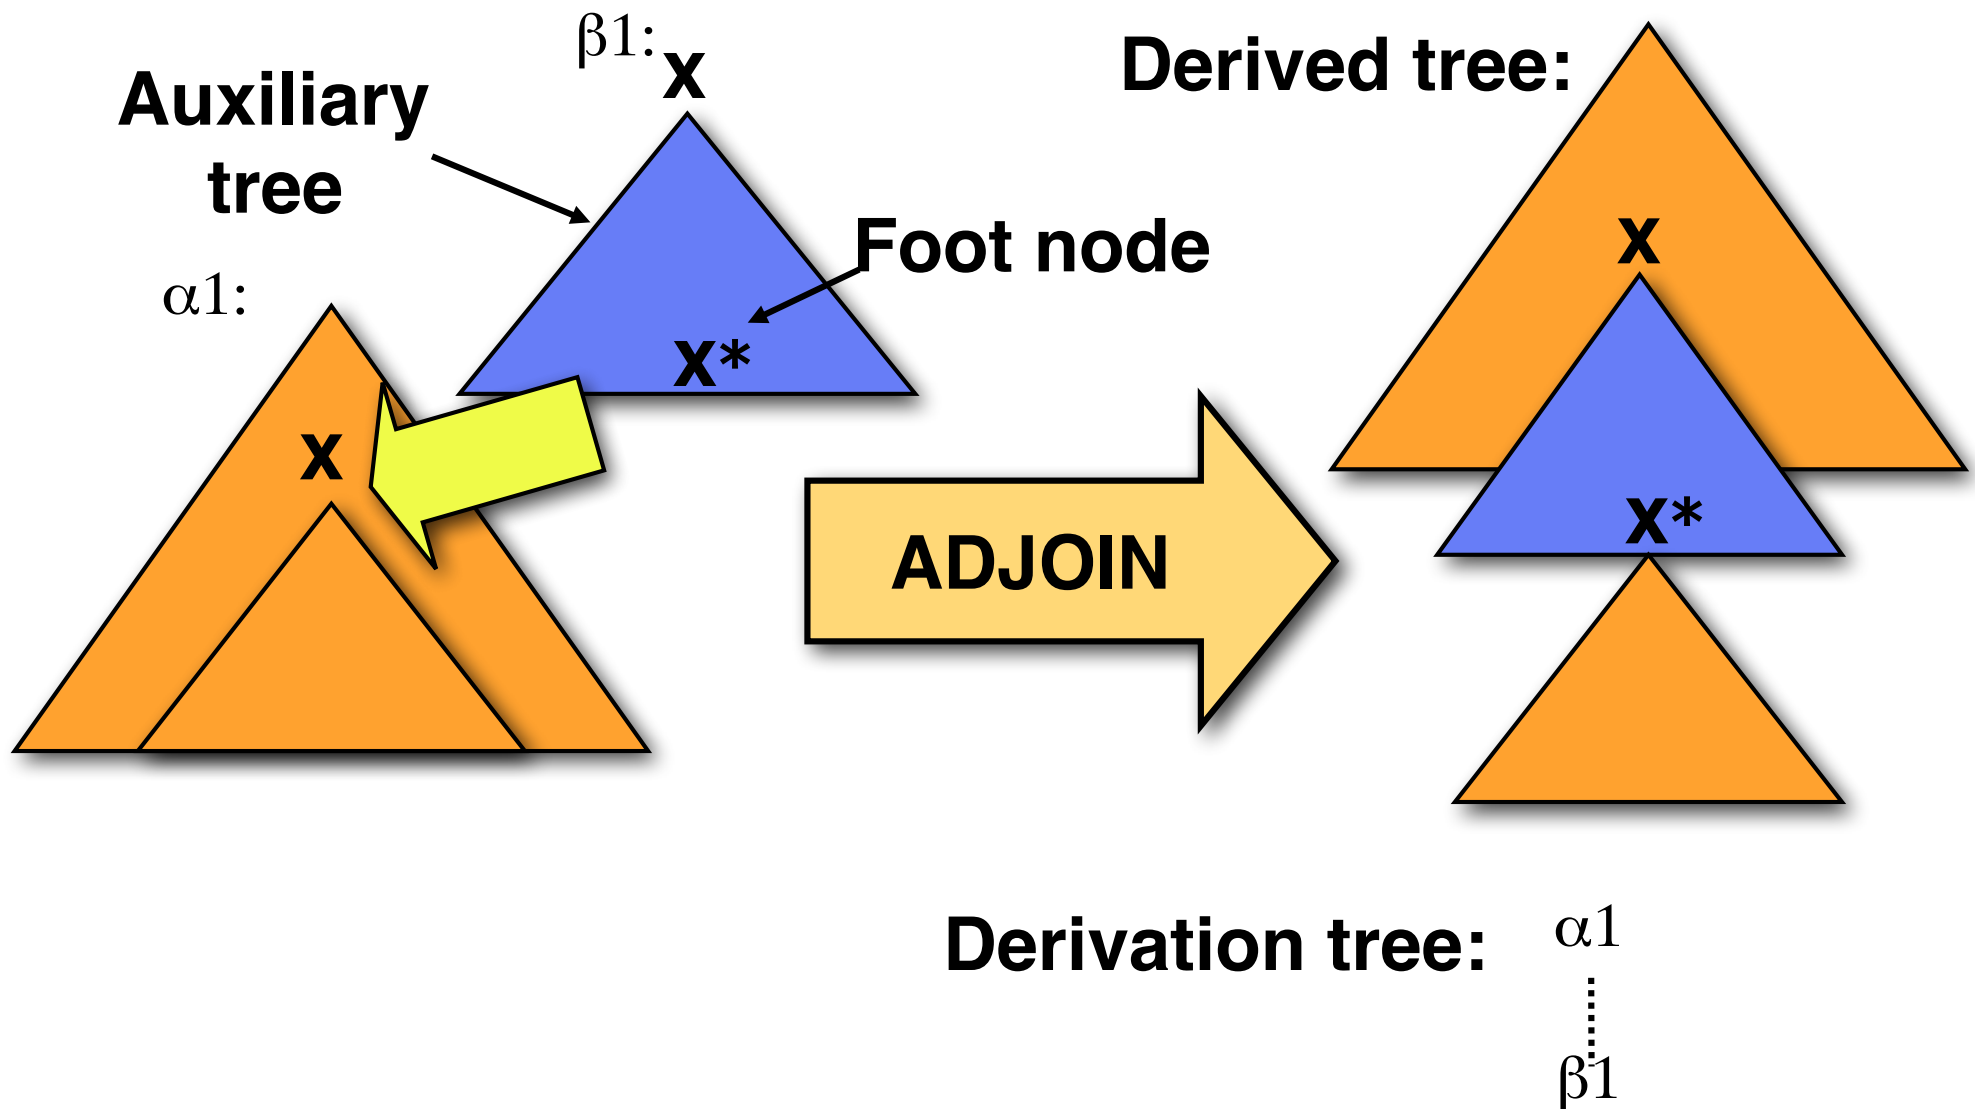 β1:
X
Auxiliary
tree
Foot node
X*
α1:
X
ADJOIN
Derived tree:
X
X*
Derivation tree:
α1
β1